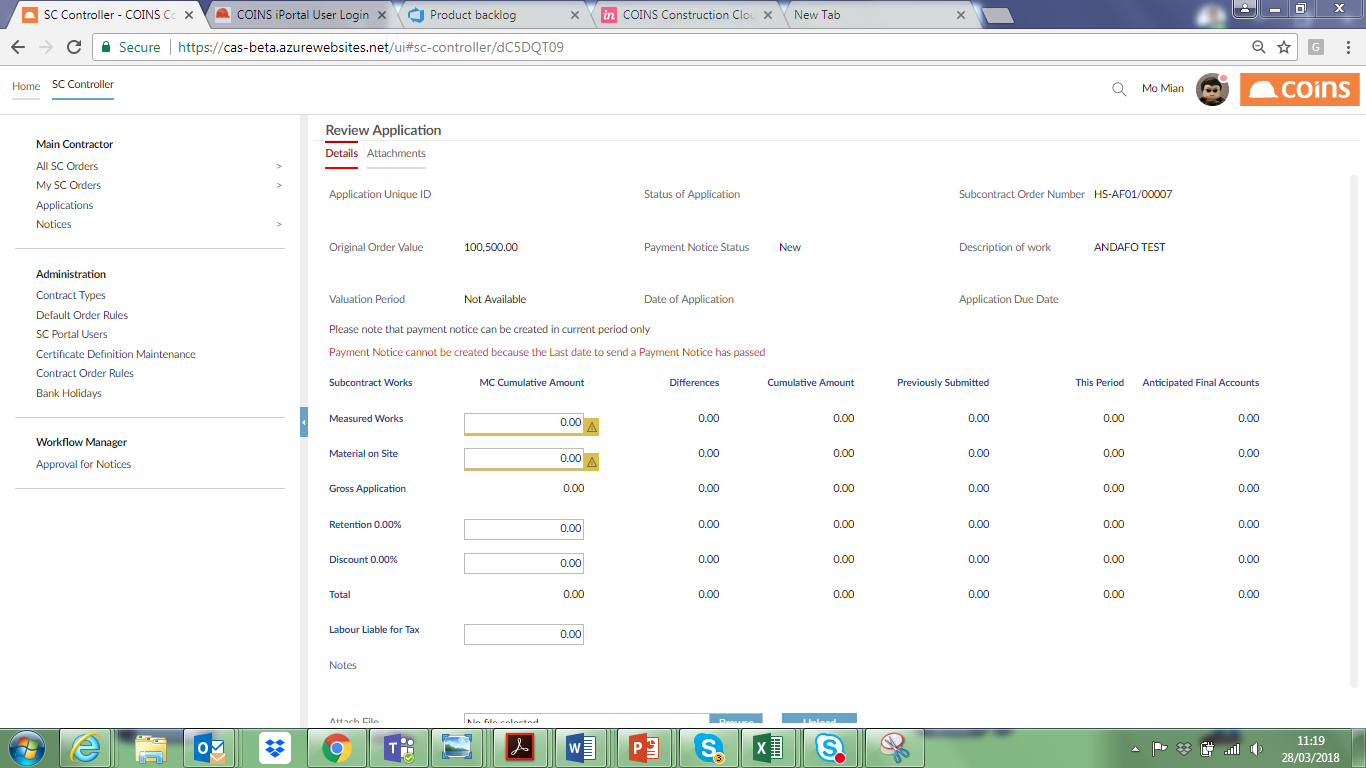 SC Controller - COINS Co
COINS iPortal User Login
Product backlog
in COINS Construction Clou
New Tab
Secure https://cas-beta.azurewebsites.net/ui#sc-controller/dC5DQT09
G
Home SC Controller
Mo Mian
coins
Main Contractor
All SC Orders >
My SC Orders >
Applications
Notices >
Administration
Contract Types
Default Order Rules
SC Portal Users
Certificate Definition Maintenance
Contract Order Rules
Bank Holidays
Workflow Manager
Approval for Notices
Review Application
Details Attachments
Application Unique ID Status of Application Subcontract Order Number HS-AF01/00007
Original Order Value 100,500.00 Payment Notice Status New Description of work ANDAFO TEST
Valuation Period Not Available Date of Application Application Due Date
Please note that payment notice can be created in current period only
Payment Notice cannot be created because the Last date to send a Payment Notice has passed
Subcontract Works MC Cumulative Amount Differences Cumulative Amount Previously Submitted This Period Anticipated Final Accounts
Measured Works 0.00 0.00 0.00 0.00 0.00 0.00
Material on Site 0.00 0.00 0.00 0.00 0.00 0.00
Gross Application 0.00 0.00 0.00 0.00 0.00 0.00
Retention 0.00% 0.00 0.00 0.00 0.00 0.00 0.00
Discount 0.00% 0.00 0.00 0.00 0.00 0.00 0.00
Total 0.00 0.00 0.00 0.00 0.00 0.00
Labour Liable for Tax 0.00
Notes
Attach File No file selected Browse Upload
11:19
28/03/2018